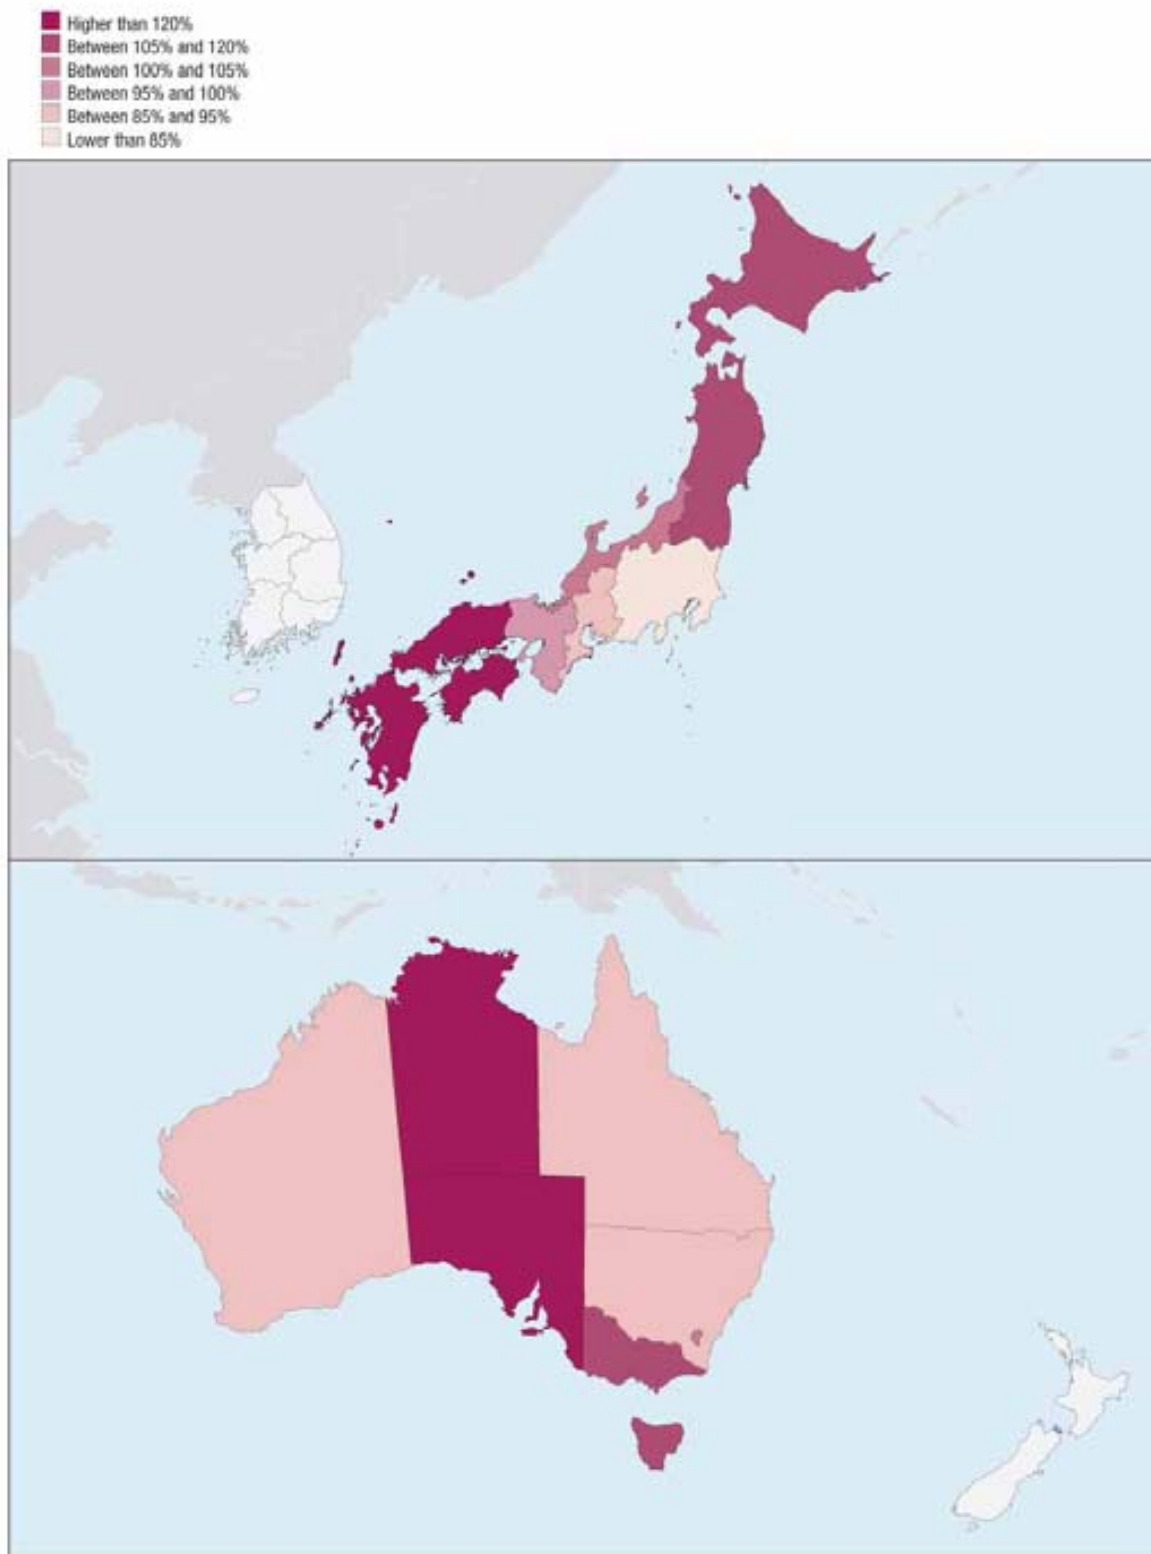 Higher than 120%
Between 105% and 120%
Between 100% and 105%
Between 95% and 100%
Between 85% and 95%
Lower than 85%